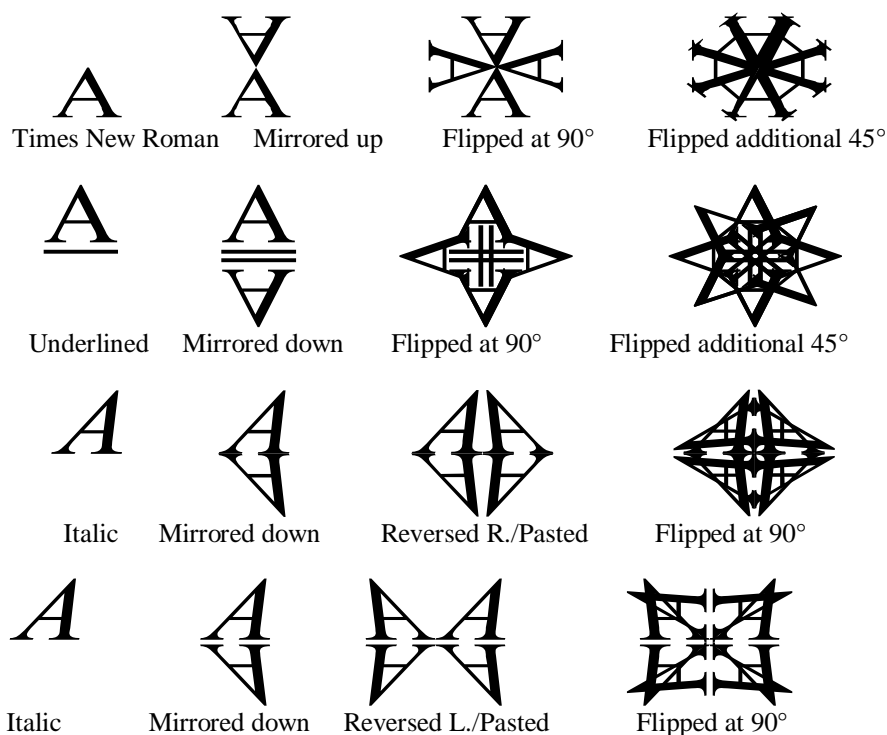 A
Times New Roman Mirrored up Flipped at 90° Flipped additional 45°
A
Underlined Mirrored down Flipped at 90° Flipped additional 45°
A
Italic Mirrored down Reversed R./Pasted Flipped at 90°
A
Italic Mirrored down Reversed L./Pasted Flipped at 90°